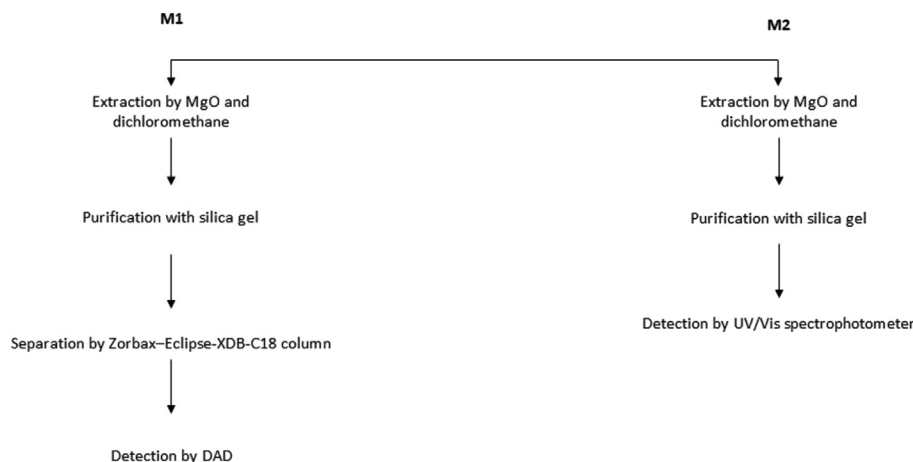 M1
Extraction by MgO and
dichloromethane
Purification with silica gel
Separation by Zorbax–Eclipse-XDB-C18 column
Detection by DAD
M2
Extraction by MgO and
dichloromethane
Purification with silica gel
Detection by UV/Vis spectrophotometer